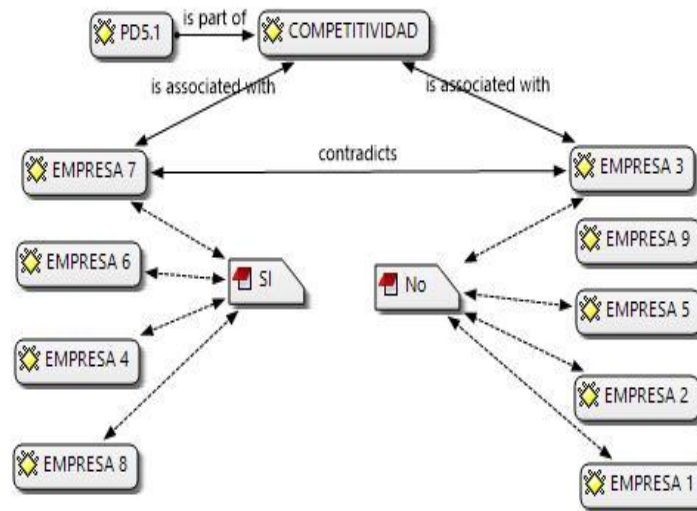 is part of
PD5.1
COMPETITIVIDAD
is associated with
is associated with
EMPRESA 7
contradicts
EMPRESA 3
EMPRESA 6
SI
No
EMPRESA 9
EMPRESA 5
EMPRESA 4
EMPRESA 2
EMPRESA 8
EMPRESA 1